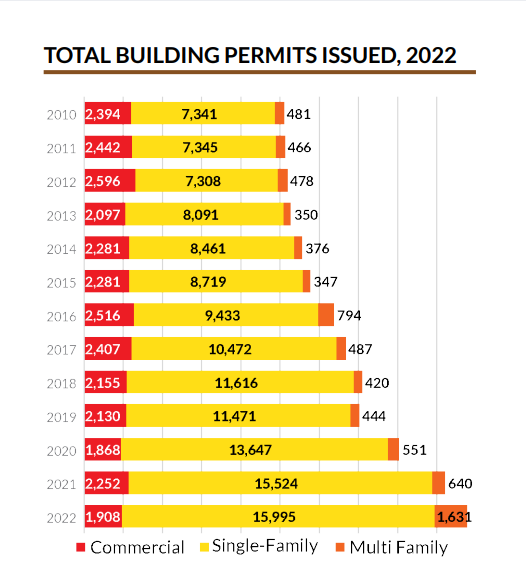 TOTAL BUILDING PERMITS ISSUED, 2022
2010 2,394 7,341 481
2011 2,442 7,345 466
2012 2,596 7,308 478
2013 2,097 8,091 350
2014 2,281 8,461 376
2015 2,281 8,719 347
2016 2,516 9,433 794
2017 2,407 10,472 487
2018 2,155 11,616 420
2019 2,130 11,471 444
2020 1,868 13,647 551
2021 2,252 15,524 640
2022 1,908 15,995 1,631
Commercial Single-Family Multi Family